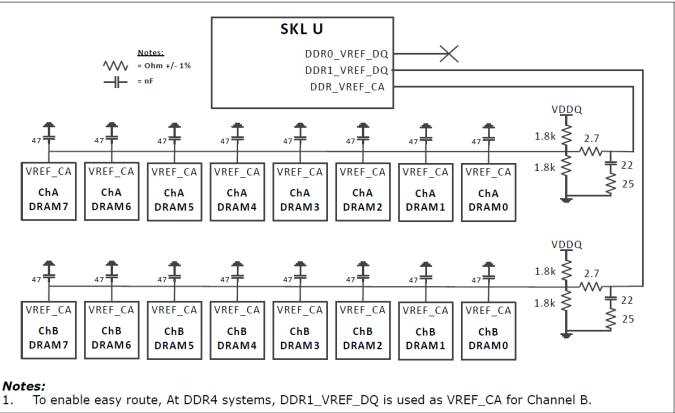 SKL U
Notes:
= Ohm +/- 1%
= nF
DDR0_VREF_DQ
DDR1_VREF_DQ
DDR_VREF_CA
VDDQ
47 47 47 47 47 47 47 47
1.8k 2.7
1.8k 22
25
VREF_CA VREF_CA VREF_CA VREF_CA VREF_CA VREF_CA VREF_CA VREF_CA
ChA ChA ChA ChA ChA ChA ChA ChA
DRAM7 DRAM6 DRAM5 DRAM4 DRAM3 DRAM2 DRAM1 DRAM0
VDDQ
47 47 47 47 47 47 47 47
1.8k 2.7
1.8k 22
25
VREF_CA VREF_CA VREF_CA VREF_CA VREF_CA VREF_CA VREF_CA VREF_CA
ChB ChB ChB ChB ChB ChB ChB ChB
DRAM7 DRAM6 DRAM5 DRAM4 DRAM3 DRAM2 DRAM1 DRAM0
Notes:
1. To enable easy route, At DDR4 systems, DDR1_VREF_DQ is used as VREF_CA for Channel B.